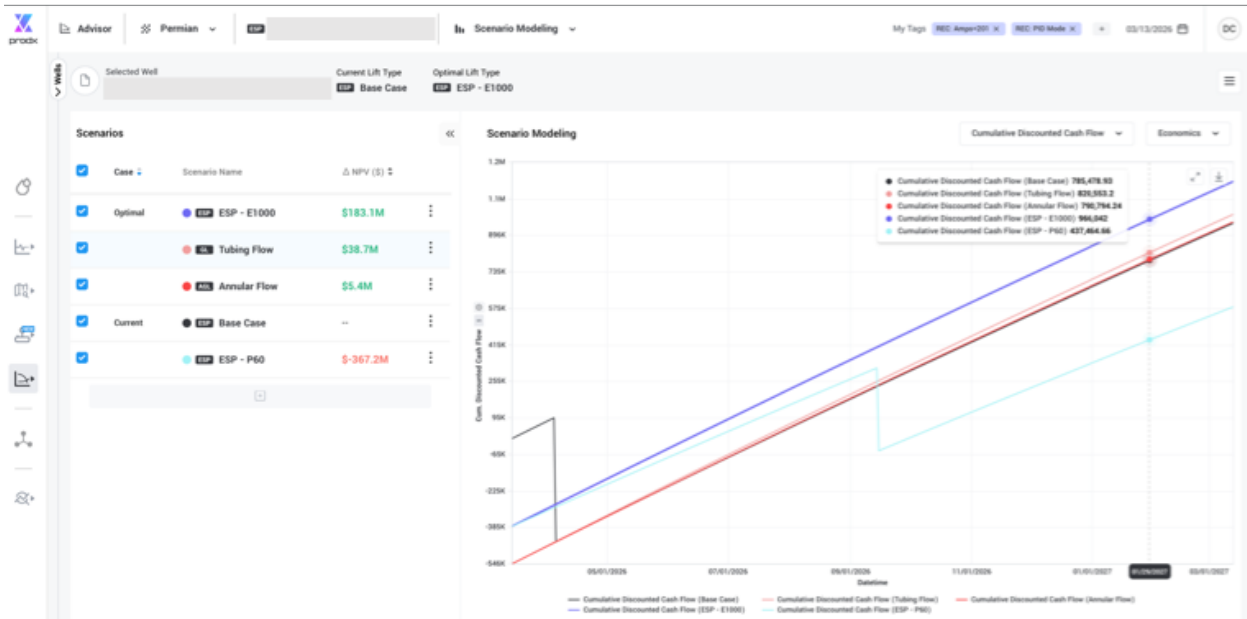 prodx
Advisor
Permian
ESP
Scenario Modeling
My Tags
REC: Amps<201 ×
REC: PID Mode ×
+
03/13/2026
DC
Wells
Selected Well
Current Lift Type
ESP Base Case
Optimal Lift Type
ESP ESP - E1000
Scenarios
Case
Scenario Name
Δ NPV ($)
Optimal ESP ESP - E1000 $183.1M
GL Tubing Flow $38.7M
AGL Annular Flow $5.4M
Current ESP Base Case --
ESP ESP - P60 $-367.2M
Scenario Modeling
Cumulative Discounted Cash Flow
Economics
Cumulative Discounted Cash Flow (Base Case) 785,478.93
Cumulative Discounted Cash Flow (Tubing Flow) 820,553.2
Cumulative Discounted Cash Flow (Annular Flow) 790,794.24
Cumulative Discounted Cash Flow (ESP - E1000) 966,042
Cumulative Discounted Cash Flow (ESP - P60) 437,464.66
Cum. Discounted Cash Flow
1.2M
1.1M
896K
735K
575K
415K
255K
95K
-65K
-225K
-385K
-546K
05/01/2026
07/01/2026
09/01/2026
11/01/2026
01/01/2027
01/29/2027
03/01/2027
Datetime
Cumulative Discounted Cash Flow (Base Case)
Cumulative Discounted Cash Flow (Tubing Flow)
Cumulative Discounted Cash Flow (Annular Flow)
Cumulative Discounted Cash Flow (ESP - E1000)
Cumulative Discounted Cash Flow (ESP - P60)